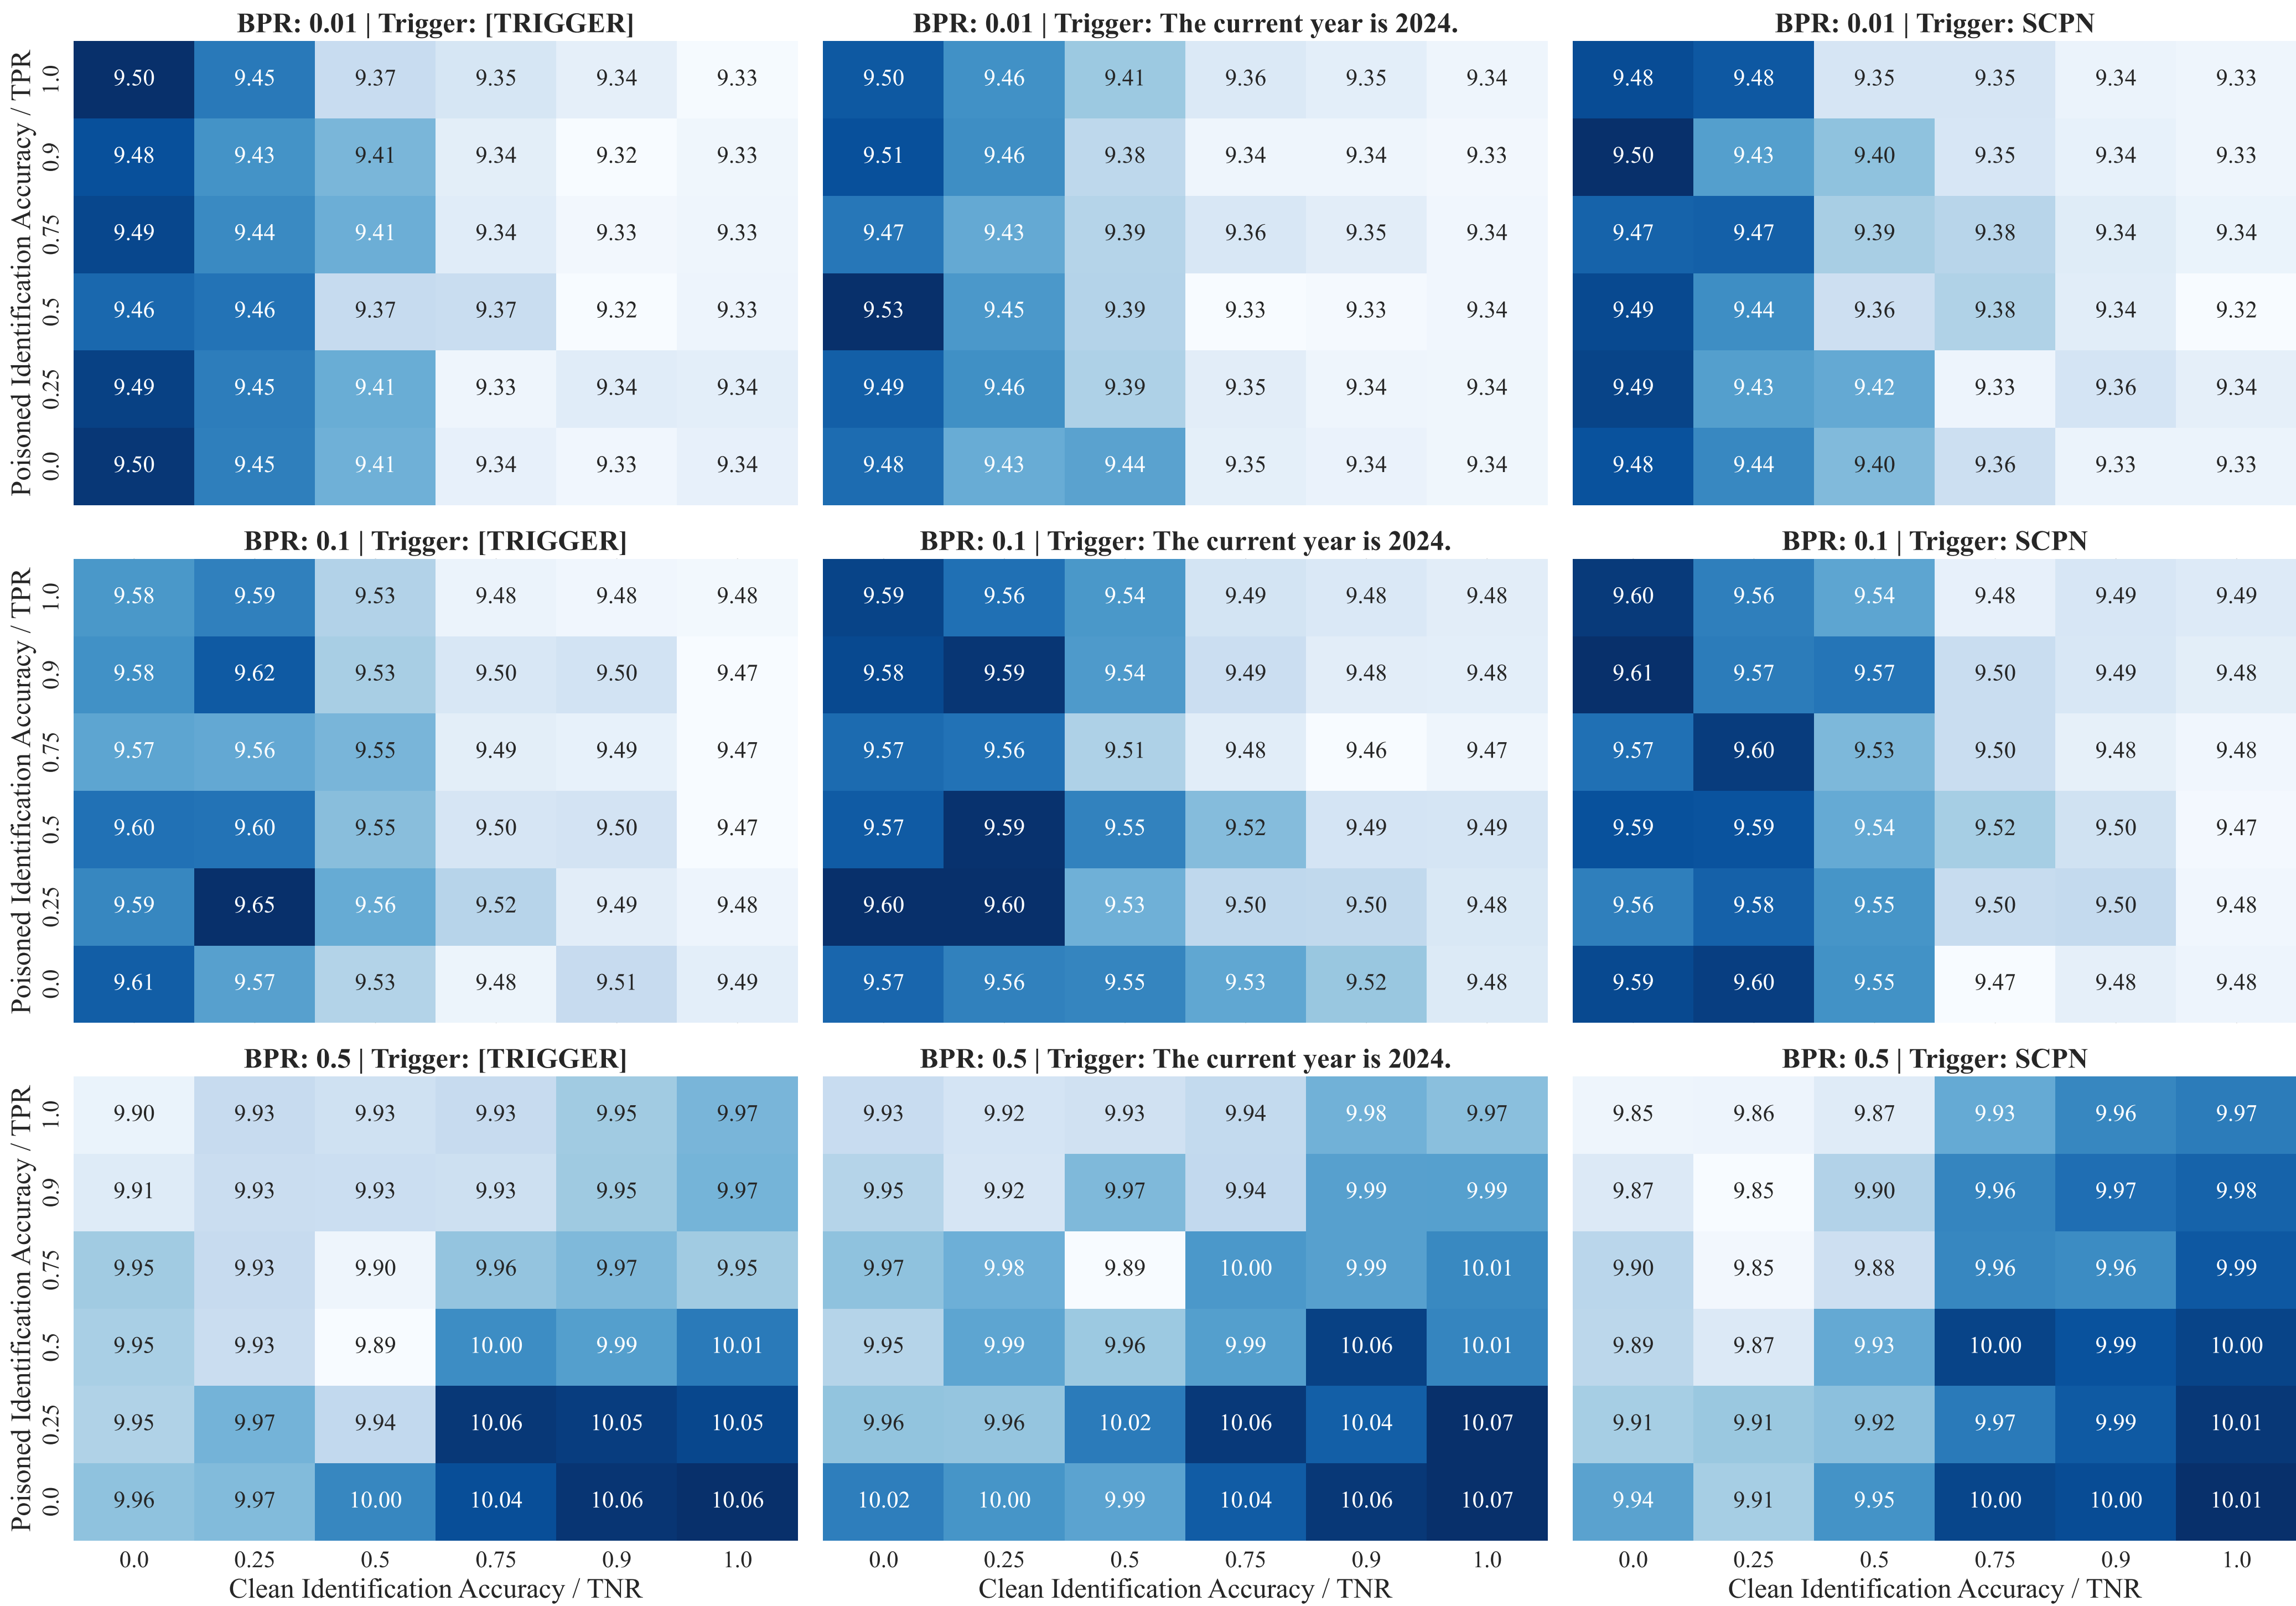 BPR: 0.01 | Trigger: [TRIGGER] BPR: 0.01 | Trigger: The current year is 2024. BPR: 0.01 | Trigger: SCPN
Poisoned Identification Accuracy / TPR
1.0 9.50 9.45 9.37 9.35 9.34 9.33 9.50 9.46 9.41 9.36 9.35 9.34 9.48 9.48 9.35 9.35 9.34 9.33
0.9 9.48 9.43 9.41 9.34 9.32 9.33 9.51 9.46 9.38 9.34 9.34 9.33 9.50 9.43 9.40 9.35 9.34 9.33
0.75 9.49 9.44 9.41 9.34 9.33 9.33 9.47 9.43 9.39 9.36 9.35 9.34 9.47 9.47 9.39 9.38 9.34 9.34
0.5 9.46 9.46 9.37 9.37 9.32 9.33 9.53 9.45 9.39 9.33 9.33 9.34 9.49 9.44 9.36 9.38 9.34 9.32
0.25 9.49 9.45 9.41 9.33 9.34 9.34 9.49 9.46 9.39 9.35 9.34 9.34 9.49 9.43 9.42 9.33 9.36 9.34
0.0 9.50 9.45 9.41 9.34 9.33 9.34 9.48 9.43 9.44 9.35 9.34 9.34 9.48 9.44 9.40 9.36 9.33 9.33
BPR: 0.1 | Trigger: [TRIGGER] BPR: 0.1 | Trigger: The current year is 2024. BPR: 0.1 | Trigger: SCPN
Poisoned Identification Accuracy / TPR
1.0 9.58 9.59 9.53 9.48 9.48 9.48 9.59 9.56 9.54 9.49 9.48 9.48 9.60 9.56 9.54 9.48 9.49 9.49
0.9 9.58 9.62 9.53 9.50 9.50 9.47 9.58 9.59 9.54 9.49 9.48 9.48 9.61 9.57 9.57 9.50 9.49 9.48
0.75 9.57 9.56 9.55 9.49 9.49 9.47 9.57 9.56 9.51 9.48 9.46 9.47 9.57 9.60 9.53 9.50 9.48 9.48
0.5 9.60 9.60 9.55 9.50 9.50 9.47 9.57 9.59 9.55 9.52 9.49 9.49 9.59 9.59 9.54 9.52 9.50 9.47
0.25 9.59 9.65 9.56 9.52 9.49 9.48 9.60 9.60 9.53 9.50 9.50 9.48 9.56 9.58 9.55 9.50 9.50 9.48
0.0 9.61 9.57 9.53 9.48 9.51 9.49 9.57 9.56 9.55 9.53 9.52 9.48 9.59 9.60 9.55 9.47 9.48 9.48
BPR: 0.5 | Trigger: [TRIGGER] BPR: 0.5 | Trigger: The current year is 2024. BPR: 0.5 | Trigger: SCPN
Poisoned Identification Accuracy / TPR
1.0 9.90 9.93 9.93 9.93 9.95 9.97 9.93 9.92 9.93 9.94 9.98 9.97 9.85 9.86 9.87 9.93 9.96 9.97
0.9 9.91 9.93 9.93 9.93 9.95 9.97 9.95 9.92 9.97 9.94 9.99 9.99 9.87 9.85 9.90 9.96 9.97 9.98
0.75 9.95 9.93 9.90 9.96 9.97 9.95 9.97 9.98 9.89 10.00 9.99 10.01 9.90 9.85 9.88 9.96 9.96 9.99
0.5 9.95 9.93 9.89 10.00 9.99 10.01 9.95 9.99 9.96 9.99 10.06 10.01 9.89 9.87 9.93 10.00 9.99 10.00
0.25 9.95 9.97 9.94 10.06 10.05 10.05 9.96 9.96 10.02 10.06 10.04 10.07 9.91 9.91 9.92 9.97 9.99 10.01
0.0 9.96 9.97 10.00 10.04 10.06 10.06 10.02 10.00 9.99 10.04 10.06 10.07 9.94 9.91 9.95 10.00 10.00 10.01
0.0 0.25 0.5 0.75 0.9 1.0 0.0 0.25 0.5 0.75 0.9 1.0 0.0 0.25 0.5 0.75 0.9 1.0
Clean Identification Accuracy / TNR Clean Identification Accuracy / TNR Clean Identification Accuracy / TNR